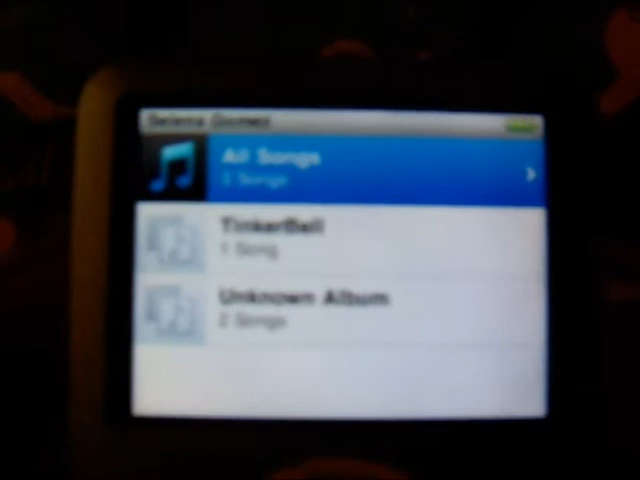 Selena Gomez
All Songs
3 Songs
TinkerBell
1 Song
Unknown Album
2 Songs